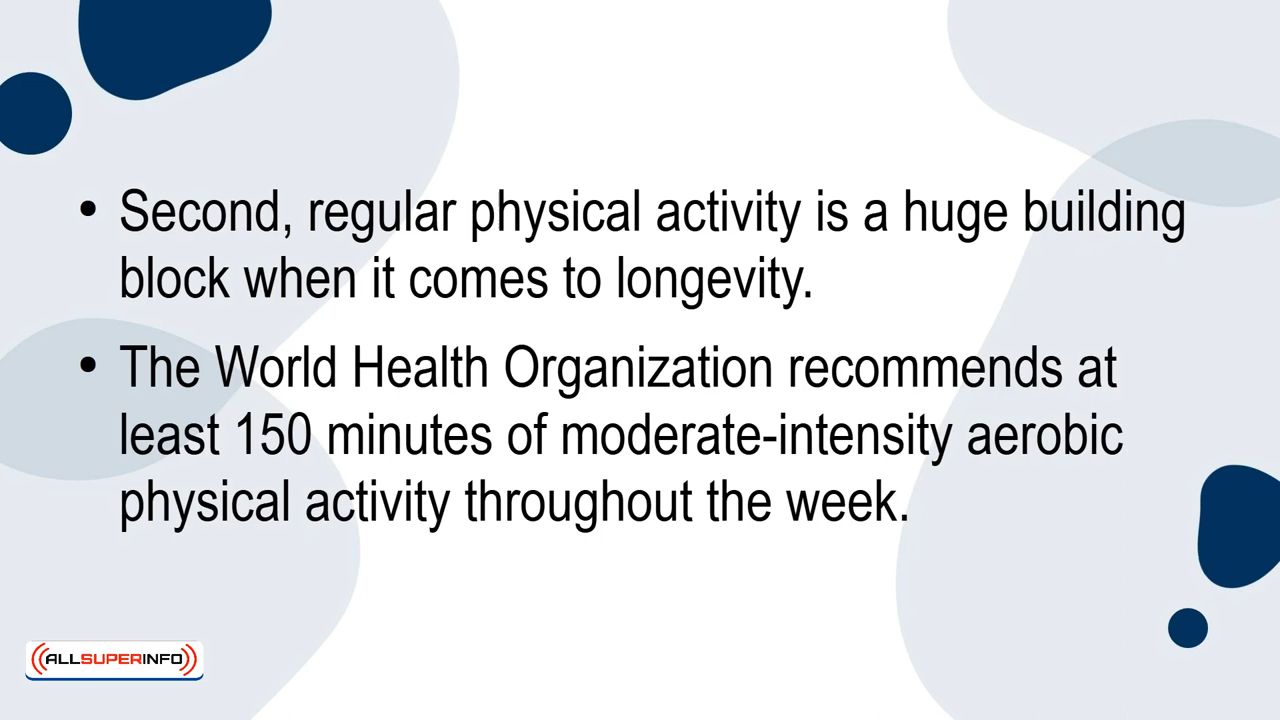 • Second, regular physical activity is a huge building
block when it comes to longevity.
• The World Health Organization recommends at
least 150 minutes of moderate-intensity aerobic
physical activity throughout the week.
ALLSUPERINFO